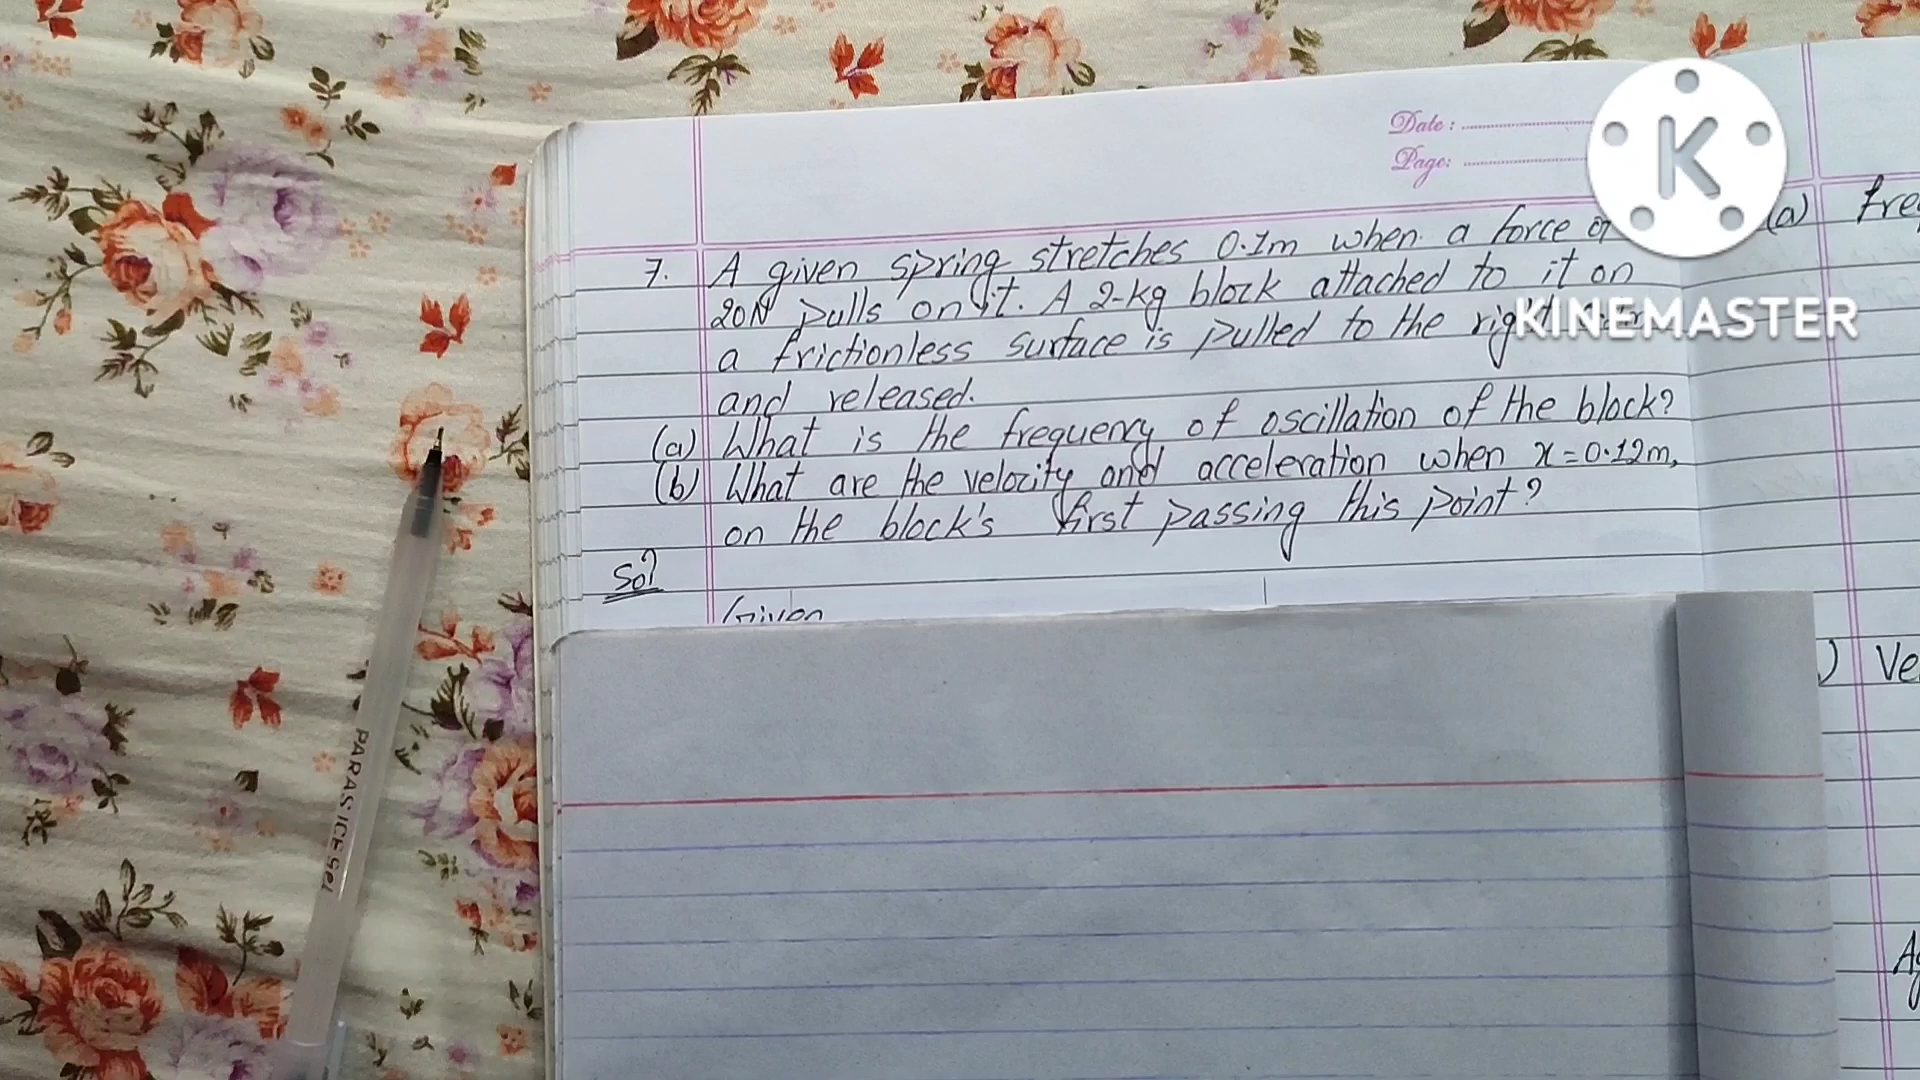 Date :
Page:
K
KINEMASTER
7. A given spring stretches 0.1m when a force
20N pulls on it. A 2-kg block attached to it on
a frictionless surface is pulled to the right
and released.
(a) What is the frequency of oscillation of the block?
(b) What are the velocity and acceleration when x=0.12m,
on the block's first passing this point?
Sol
Given
(a) fre
) Ve
PARAS ICE gel